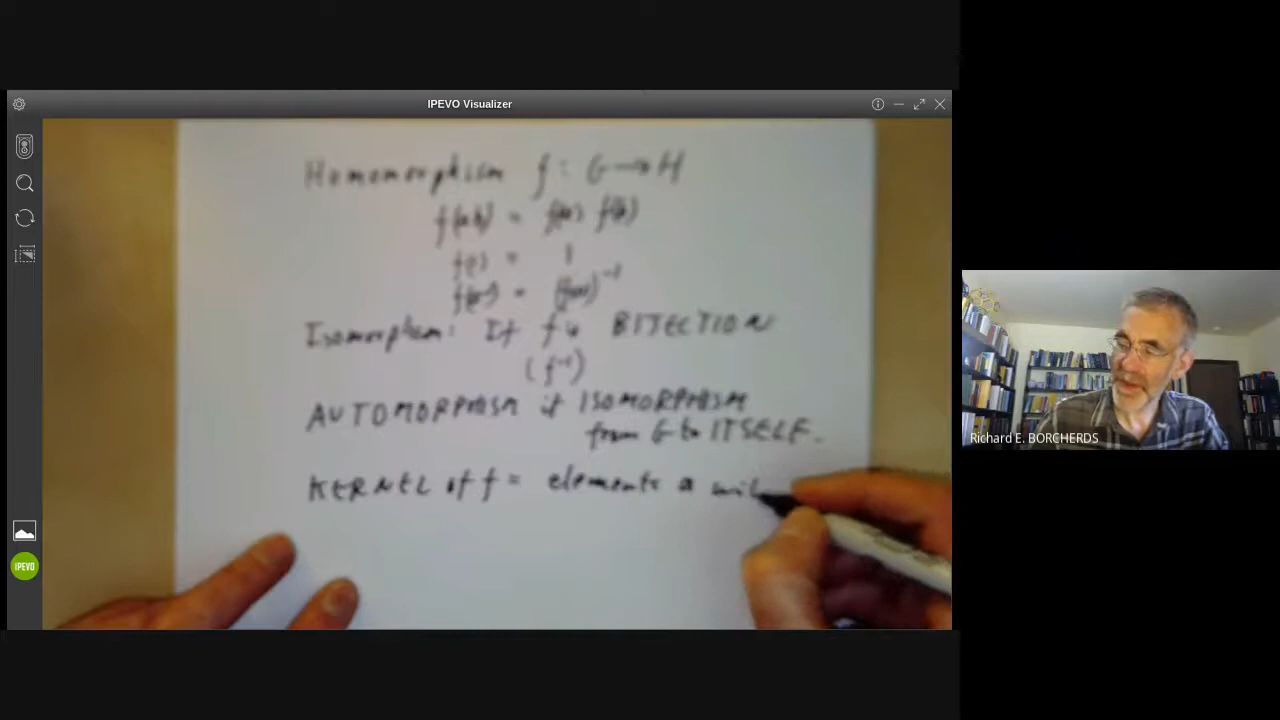 IPEVO Visualizer
Homomorphism f : G → H
f(ab) = f(a) f(b)
f(1) = 1
f(a⁻¹) = (f(a))⁻¹
Isomorphism: If f is BIJECTION
(f⁻¹)
AUTOMORPHISM if ISOMORPHISM
from G to ITSELF.
KERNEL of f = elements a with
Richard E. BORCHERDS
IPEVO